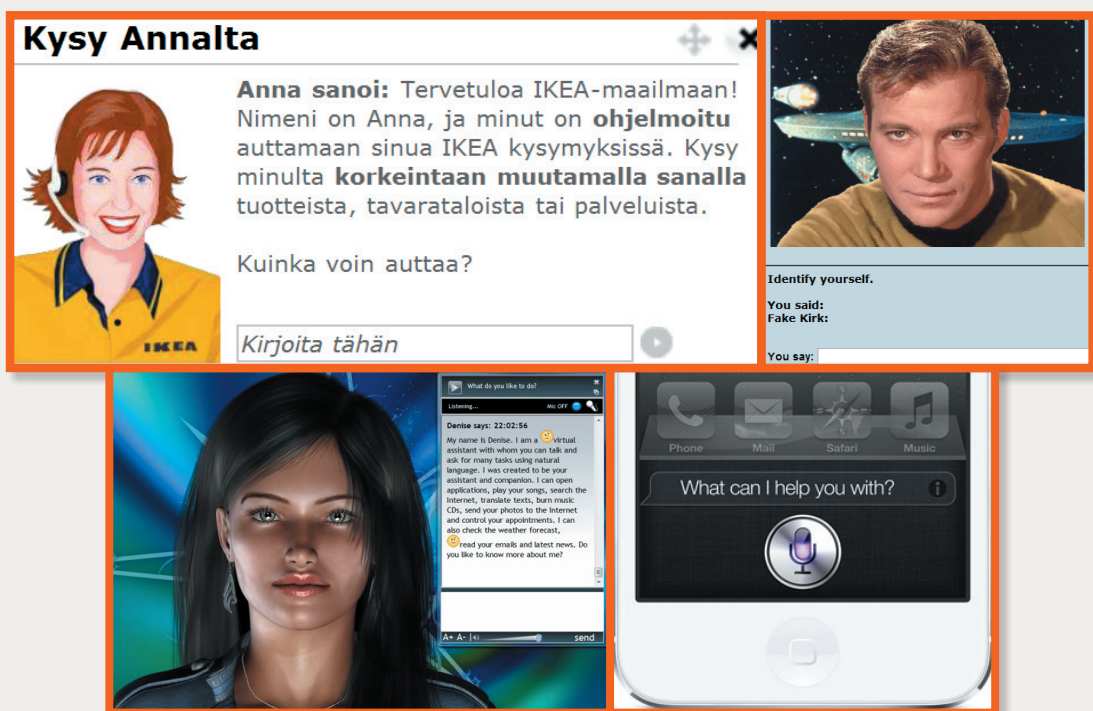 Kysy Annalta
Anna sanoi: Tervetuloa IKEA-maailmaan!
Nimeni on Anna, ja minut on ohjelmoitu
auttamaan sinua IKEA kysymyksissä. Kysy
minulta korkeintaan muutamalla sanalla
tuotteista, tavarataloista tai palveluista.
Kuinka voin auttaa?
Kirjoita tähän
IKEA
Identify yourself.
You said:
Fake Kirk:
You say:
What do you like to do?
Listening...
Mic OFF
Denise says: 22:02:56
My name is Denise. I am a virtual
assistant with whom you can talk and
ask for many tasks using natural
language. I was created to be your
assistant and companion. I can open
applications, play your songs, search the
Internet, translate texts, burn music
CDs, send your photos to the Internet
and control your appointments. I can
also check the weather forecast,
read your emails and latest news. Do
you like to know more about me?
A+ A-
send
Phone
Mail
Safari
Music
What can I help you with?